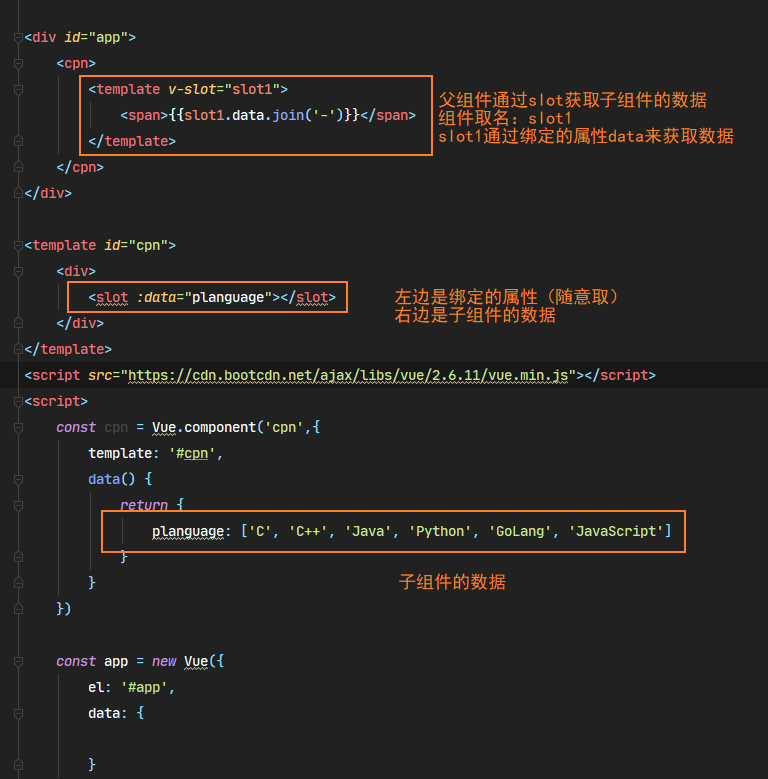 <div id="app">
<cpn>
<template v-slot="slot1">
<span>{{slot1.data.join('-')}}</span>
</template>
父组件通过slot获取子组件的数据
组件取名：slot1
slot1通过绑定的属性data来获取数据
</cpn>
</div>
<template id="cpn">
<div>
<slot :data="planguage"></slot>
左边是绑定的属性（随意取）
右边是子组件的数据
</div>
</template>
<script src="https://cdn.bootcdn.net/ajax/libs/vue/2.6.11/vue.min.js"></script>
<script>
const cpn = Vue.component('cpn',{
template: '#cpn',
data() {
return {
planguage: ['C', 'C++', 'Java', 'Python', 'GoLang', 'JavaScript']
}
子组件的数据
}
})
const app = new Vue({
el: '#app',
data: {
}